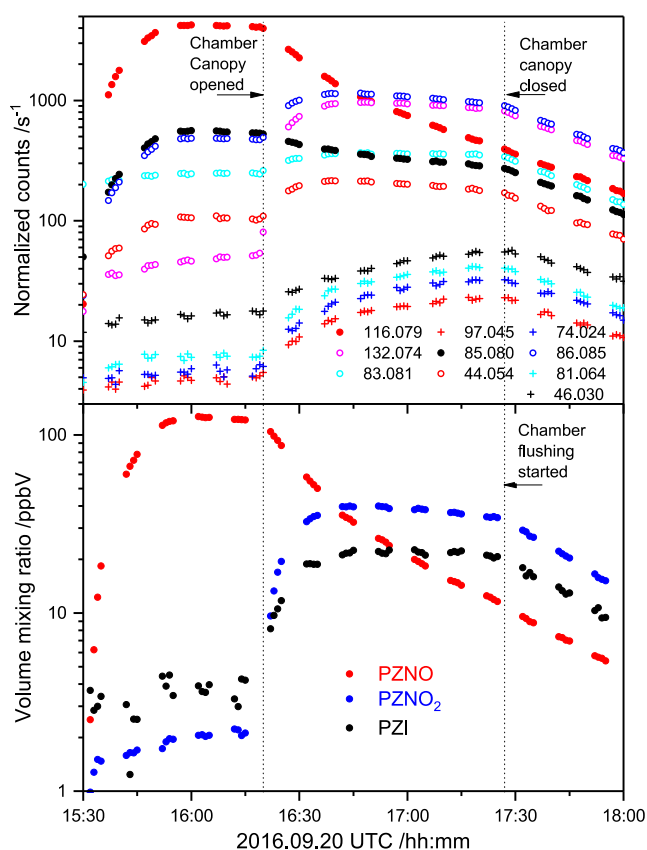 Normalized counts /s⁻¹
1000
100
10
Chamber
Canopy
opened
Chamber
canopy
closed
116.079 97.045 74.024
132.074 85.080 86.085
83.081 44.054 81.064
46.030
Volume mixing ratio /ppbV
100
10
1
Chamber
flushing
started
PZNO
PZNO₂
PZI
15:30 16:00 16:30 17:00 17:30 18:00
2016.09.20 UTC /hh:mm